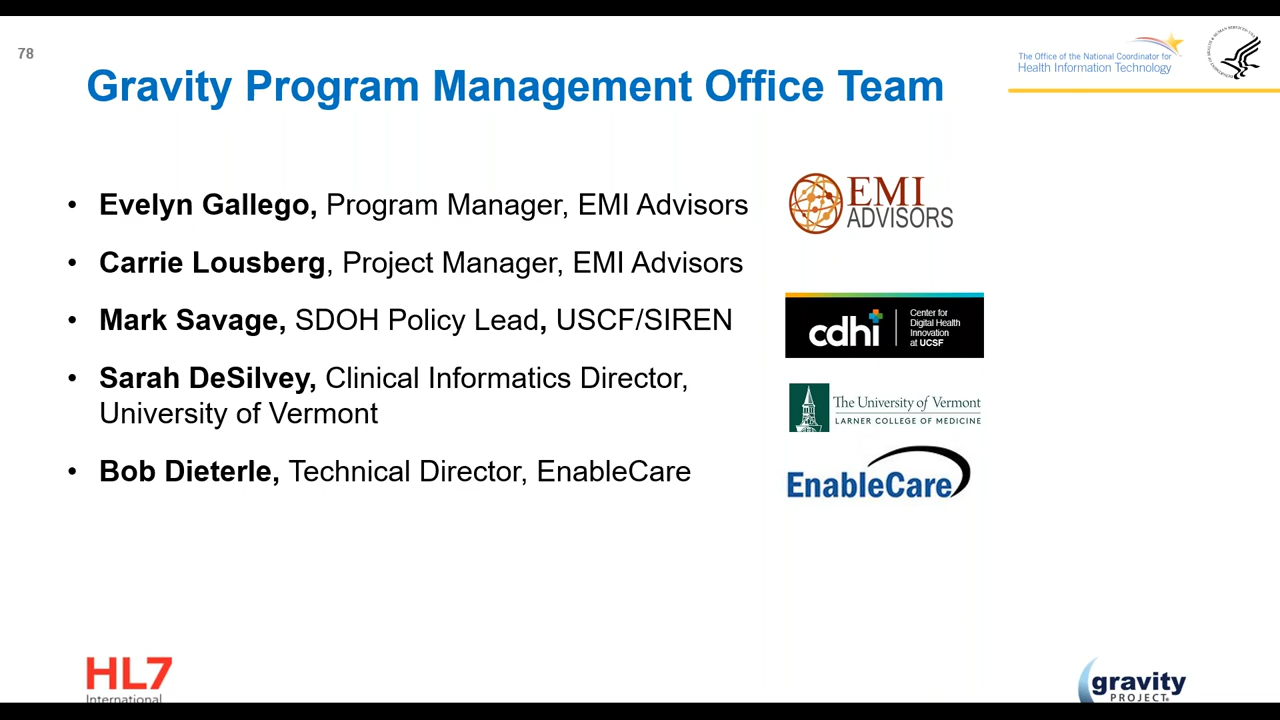 78
The Office of the National Coordinator for
Health Information Technology
Gravity Program Management Office Team
• Evelyn Gallego, Program Manager, EMI Advisors
EMI
ADVISORS
• Carrie Lousberg, Project Manager, EMI Advisors
• Mark Savage, SDOH Policy Lead, USCF/SIREN
cdhi
Center for
Digital Health
Innovation
at UCSF
• Sarah DeSilvey, Clinical Informatics Director,
University of Vermont
The University of Vermont
LARNER COLLEGE OF MEDICINE
• Bob Dieterle, Technical Director, EnableCare
EnableCare
HL7
International
gravity
PROJECT